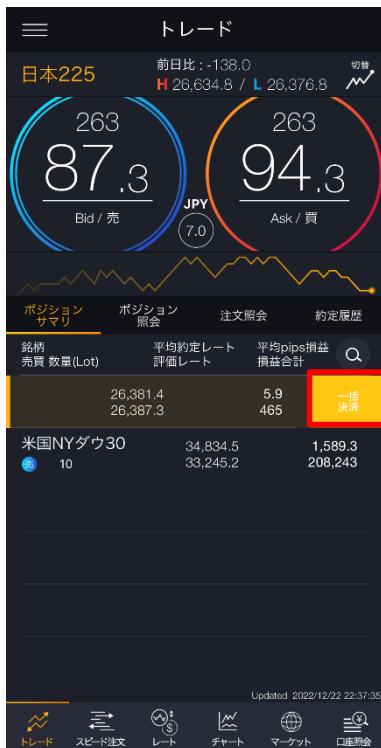 トレード
日本225
前日比 : -138.0
H 26,634.8 / L 26,376.8
切替
263
87.3
Bid / 売
JPY
7.0
263
94.3
Ask / 買
ポジション
サマリ
ポジション
照会
注文照会
約定履歴
銘柄
売買 数量(Lot)
平均約定レート
評価レート
平均pips損益
損益合計
26,381.4
26,387.3
5.9
465
一括
決済
米国NYダウ30
売 10
34,834.5
33,245.2
1,589.3
208,243
Updated 2022/12/22 22:37:35
トレード
スピード注文
レート
チャート
マーケット
口座照会